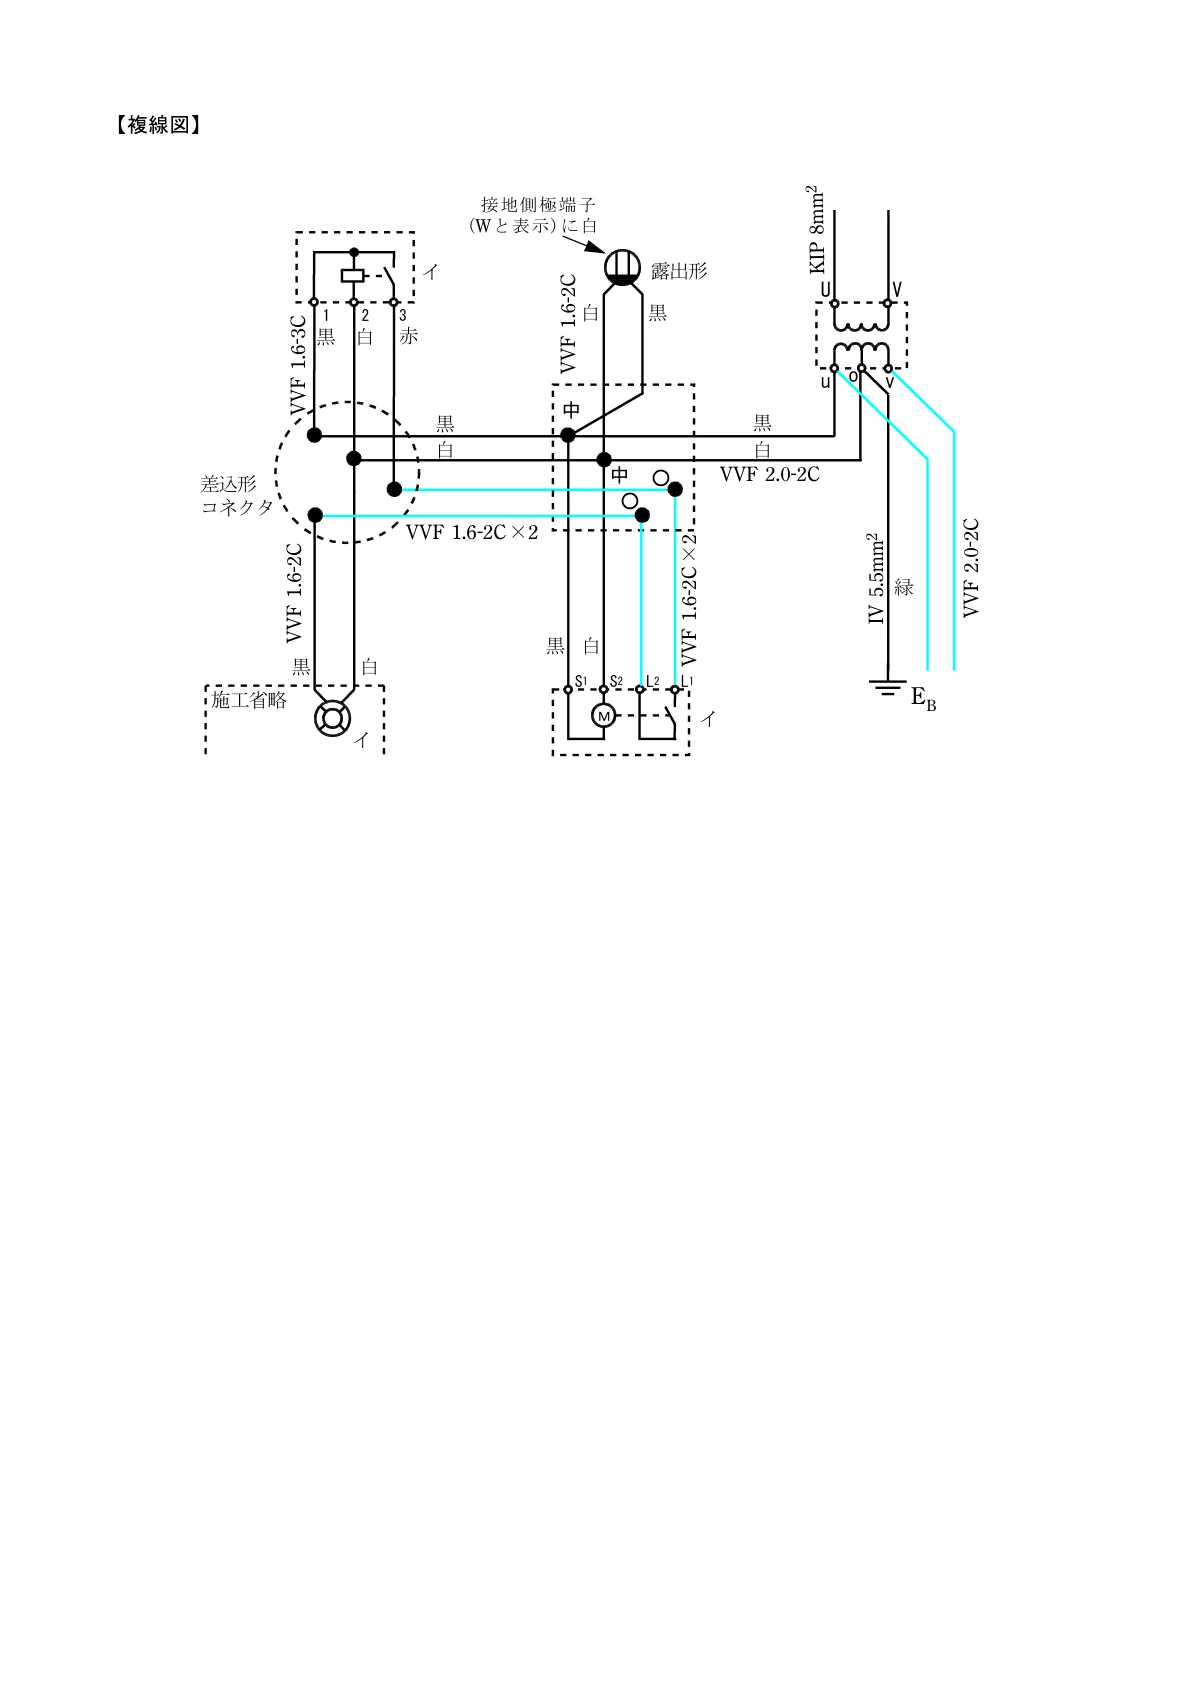 【複線図】
接地側極端子
(Wと表示)に白
露出形
VVF 1.6-2C
白
黒
KIP 8mm²
U
V
u
o
v
イ
1
2
3
黒
白
赤
VVF 1.6-3C
中
黒
白
黒
白
中
VVF 2.0-2C
差込形
コネクタ
VVF 1.6-2C×2
VVF 1.6-2C
黒
白
施工省略
イ
黒
白
VVF 1.6-2C×2
S1
S2
L2
L1
M
イ
IV 5.5mm²
緑
VVF 2.0-2C
EB